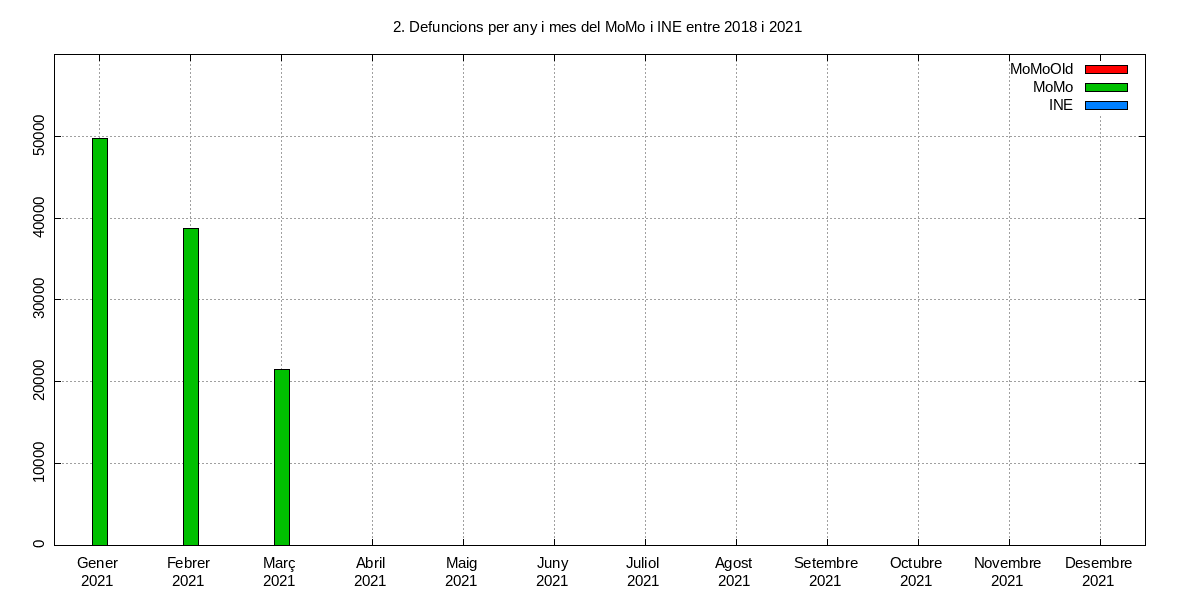 2. Defuncions per any i mes del MoMo i INE entre 2018 i 2021
MoMoOld
MoMo
INE
50000
40000
30000
20000
10000
0
Gener 2021
Febrer 2021
Març 2021
Abril 2021
Maig 2021
Juny 2021
Juliol 2021
Agost 2021
Setembre 2021
Octubre 2021
Novembre 2021
Desembre 2021